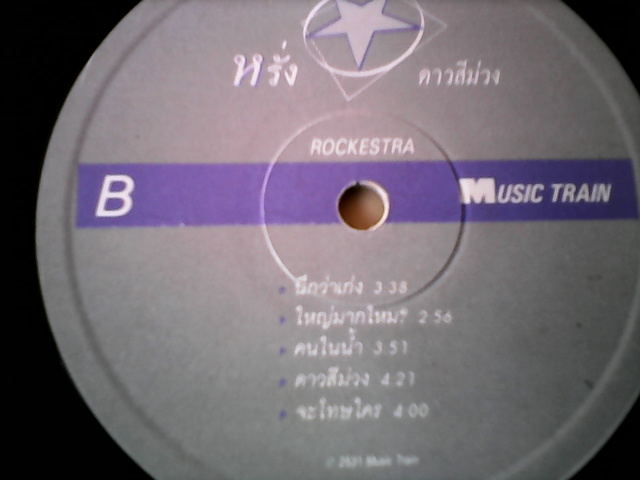 หรั่ง ดาวสีม่วง
ROCKESTRA
B MUSIC TRAIN
นึกว่าเก่ง 3.38
ใหญ่มากไหม? 2.56
คนในน้ำ 3.51
ดาวสีม่วง 4.21
จะโทษใคร 4.00
© 2531 Music Train